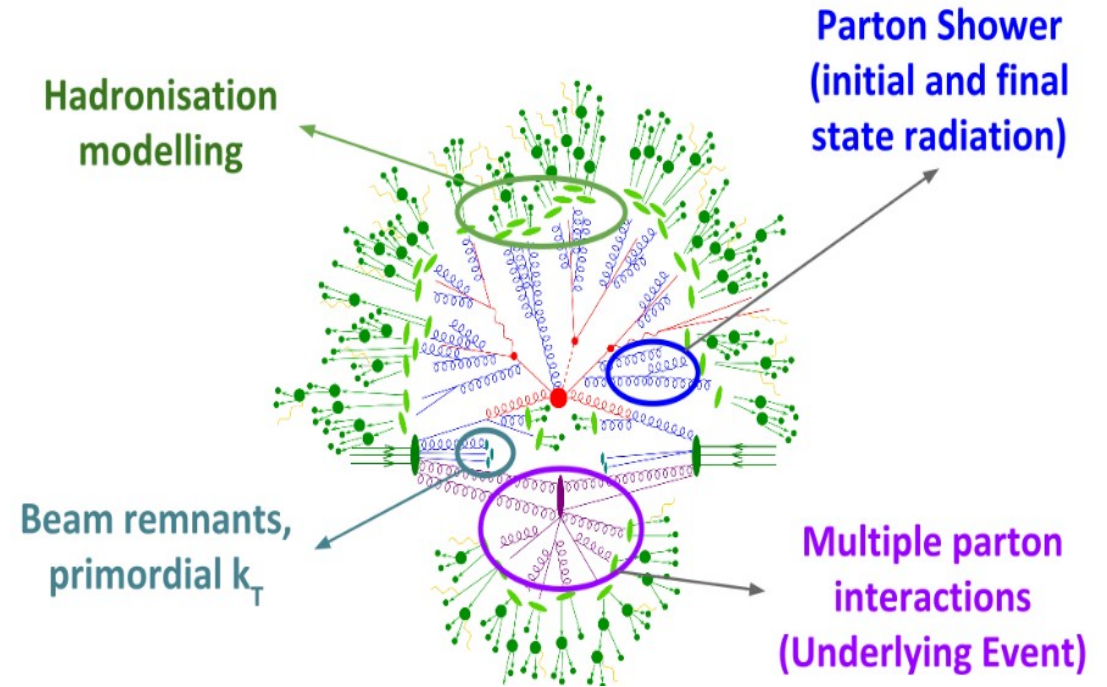 Parton Shower
(initial and final
state radiation)
Hadronisation
modelling
Beam remnants,
primordial k_T
Multiple parton
interactions
(Underlying Event)